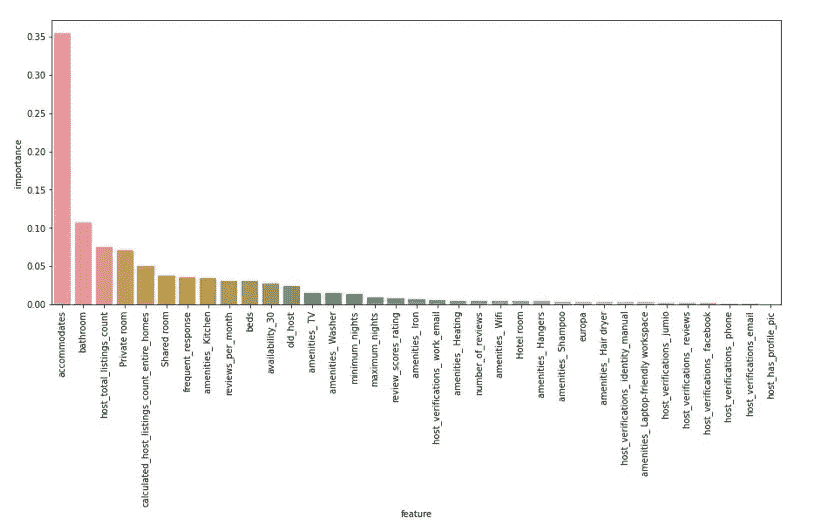 0.35
0.30
0.25
0.20
0.15
0.10
0.05
0.00
importance
accommodates
bathroom
host_total_listings_count
Private room
calculated_host_listings_count_entire_homes
Shared room
frequent_response
amenities_ Kitchen
reviews_per_month
beds
availability_30
old_host
amenities_ TV
amenities_ Washer
minimum_nights
maximum_nights
review_scores_rating
amenities_ Iron
host_verifications_ work_email
amenities_ Heating
number_of_reviews
amenities_ Wifi
Hotel room
amenities_ Hangers
amenities_ Shampoo
europa
amenities_ Hair dryer
host_verifications_ identity_manual
amenities_ Laptop-friendly workspace
host_verifications_ jumio
host_verifications_ reviews
host_verifications_ facebook
host_verifications_ phone
host_verifications_email
host_has_profile_pic
feature